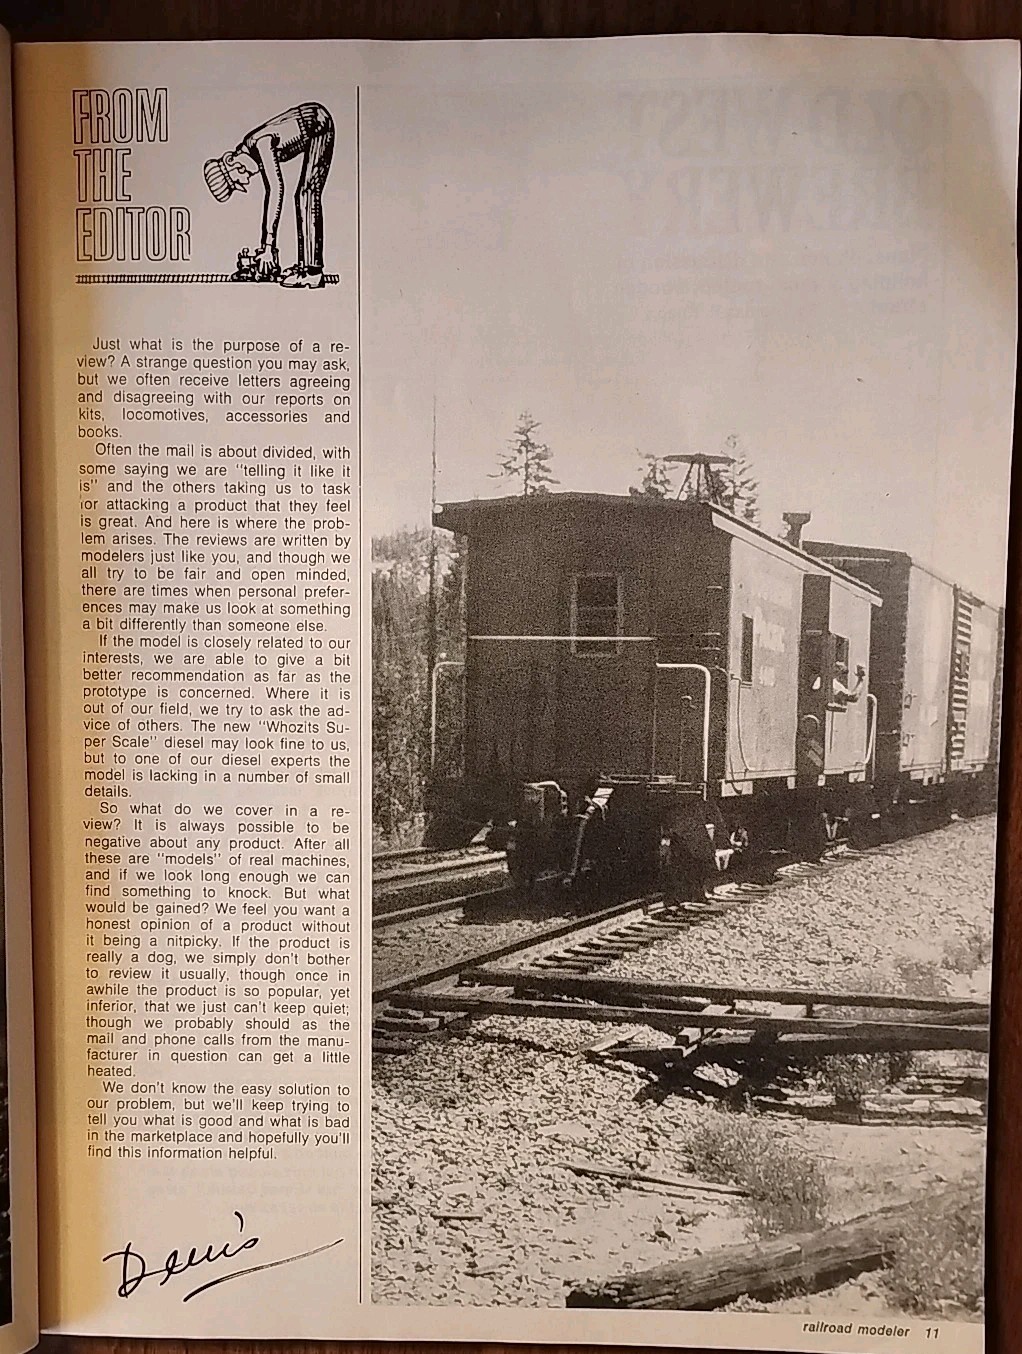 FROM
THE
EDITOR
Just what is the purpose of a re-
view? A strange question you may ask,
but we often receive letters agreeing
and disagreeing with our reports on
kits, locomotives, accessories and
books.
Often the mail is about divided, with
some saying we are "telling it like it
is" and the others taking us to task
for attacking a product that they feel
is great. And here is where the prob-
lem arises. The reviews are written by
modelers just like you, and though we
all try to be fair and open minded,
there are times when personal prefer-
ences may make us look at something
a bit differently than someone else.
If the model is closely related to our
interests, we are able to give a bit
better recommendation as far as the
prototype is concerned. Where it is
out of our field, we try to ask the ad-
vice of others. The new "Whozits Su-
per Scale" diesel may look fine to us,
but to one of our diesel experts the
model is lacking in a number of small
details.
So what do we cover in a re-
view? It is always possible to be
negative about any product. After all
these are "models" of real machines,
and if we look long enough we can
find something to knock. But what
would be gained? We feel you want a
honest opinion of a product without
it being a nitpicky. If the product is
really a dog, we simply don't bother
to review it usually, though once in
awhile the product is so popular, yet
inferior, that we just can't keep quiet;
though we probably should as the
mail and phone calls from the manu-
facturer in question can get a little
heated.
We don't know the easy solution to
our problem, but we'll keep trying to
tell you what is good and what is bad
in the marketplace and hopefully you'll
find this information helpful.
Denis
railroad modeler 11